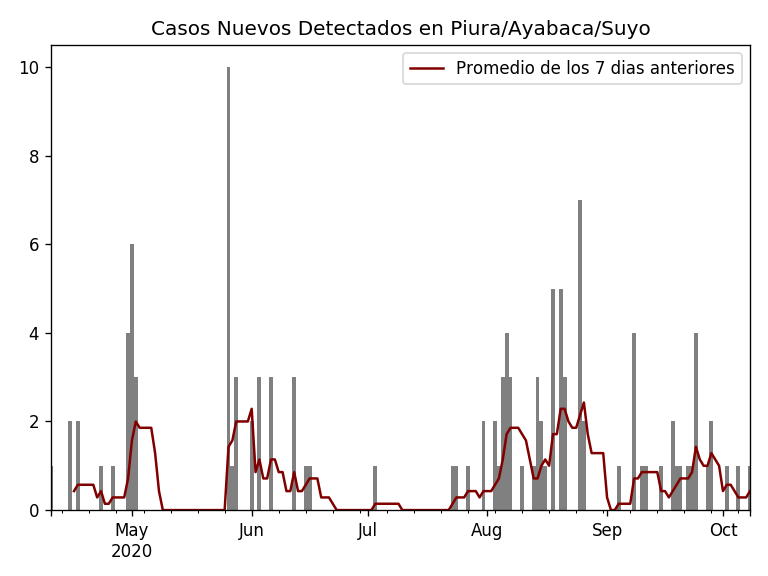 Casos Nuevos Detectados en Piura/Ayabaca/Suyo
Promedio de los 7 dias anteriores
10
8
6
4
2
0
May Jun Jul Aug Sep Oct
2020